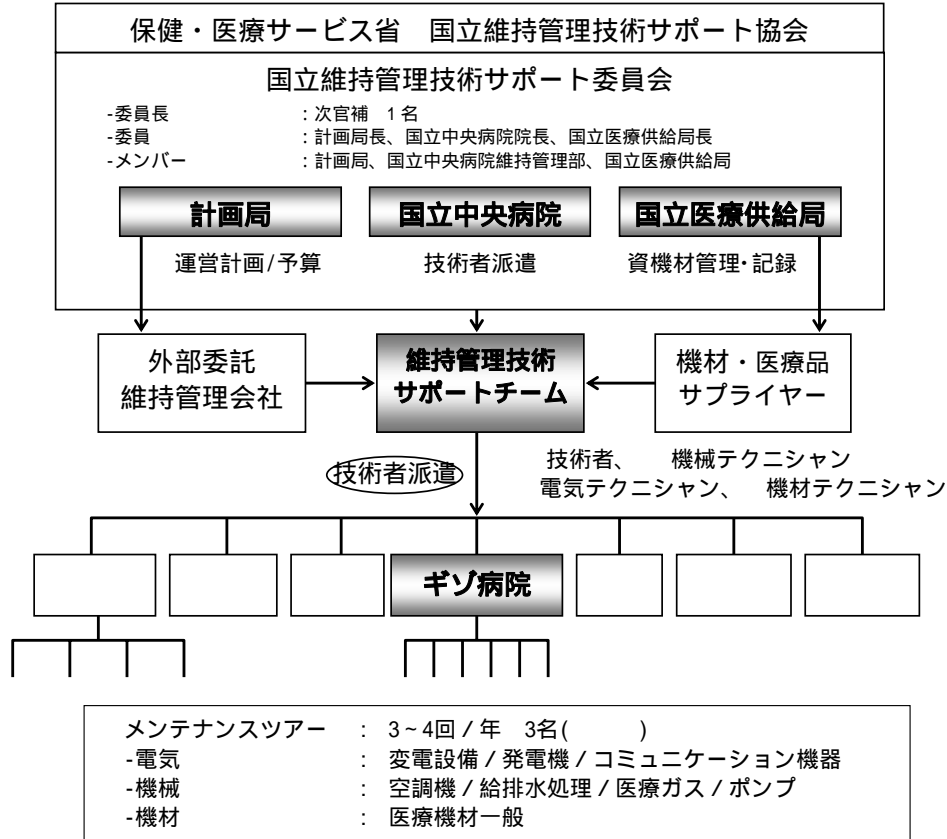 保健・医療サービス省　国立維持管理技術サポート協会
国立維持管理技術サポート委員会
-委員長　：次官補　1名
-委員　：計画局長、国立中央病院院長、国立医療供給局長
-メンバー　：計画局、国立中央病院維持管理部、国立医療供給局
計画局　国立中央病院　国立医療供給局
運営計画/予算　技術者派遣　資機材管理･記録
外部委託
維持管理会社
維持管理技術
サポートチーム
機材・医療品
サプライヤー
技術者派遣
技術者、　機械テクニシャン
電気テクニシャン、　機材テクニシャン
ギゾ病院
メンテナンスツアー　：　3～4回／年　3名(　　　)
-電気　：　変電設備／発電機／コミュニケーション機器
-機械　：　空調機／給排水処理／医療ガス／ポンプ
-機材　：　医療機材一般